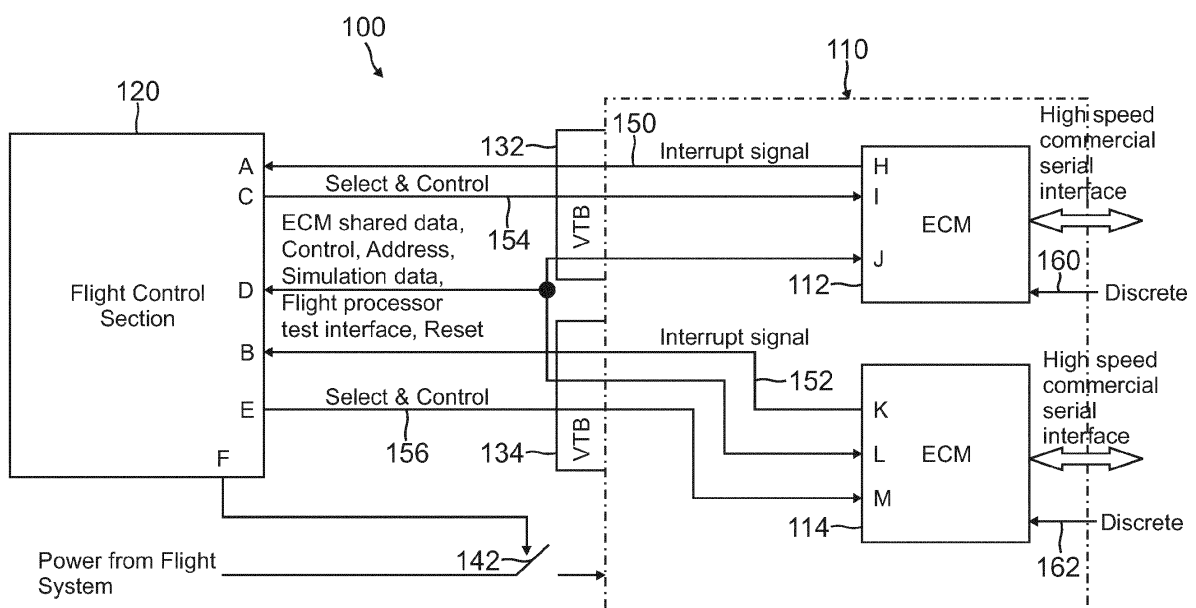 100
110
120
High speed
commercial
serial
interface
132
150
A
Interrupt signal
H
C
Select & Control
I
154
VTB
ECM
ECM shared data,
Control, Address,
Simulation data,
Flight processor
test interface, Reset
J
160
D
112
Discrete
Flight Control
Section
B
Interrupt signal
152
High speed
commercial
serial
interface
E
Select & Control
156
134
VTB
K
L
ECM
M
F
114
Discrete
162
142
Power from Flight
System